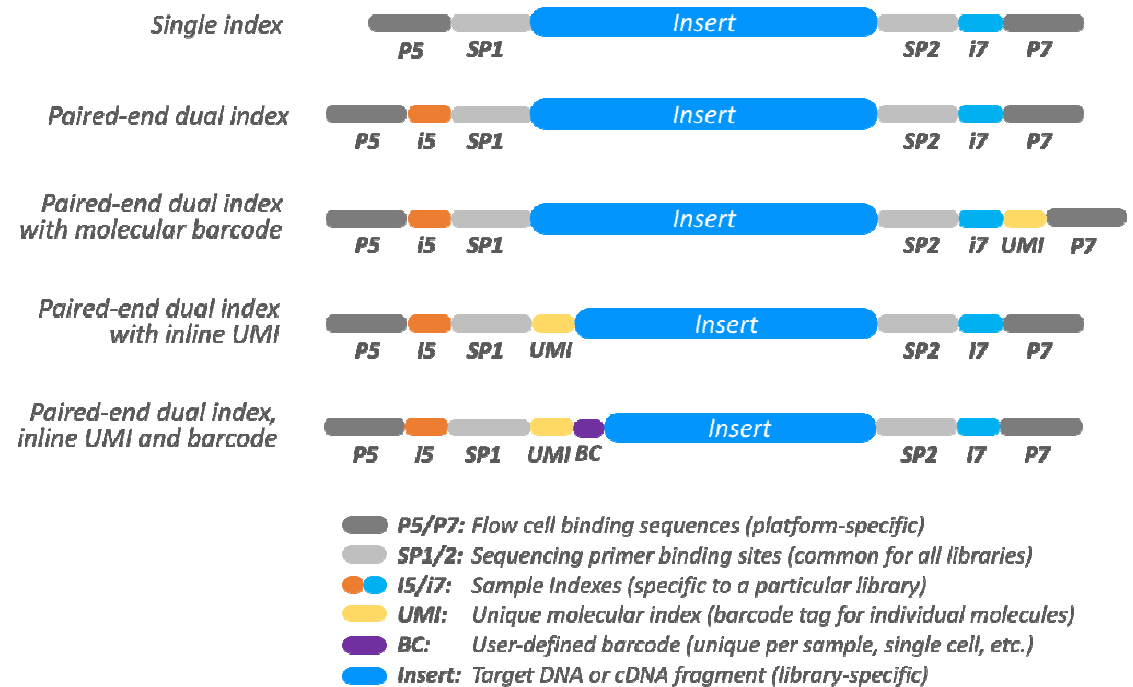 Single index
Insert
P5 SP1 SP2 i7 P7
Paired-end dual index
Insert
P5 i5 SP1 SP2 i7 P7
Paired-end dual index
with molecular barcode
Insert
P5 i5 SP1 SP2 i7 UMI P7
Paired-end dual index
with inline UMI
Insert
P5 I5 SP1 UMI SP2 I7 P7
Paired-end dual index,
inline UMI and barcode
Insert
P5 I5 SP1 UMI BC SP2 I7 P7
P5/P7: Flow cell binding sequences (platform-specific)
SP1/2: Sequencing primer binding sites (common for all libraries)
I5/i7: Sample Indexes (specific to a particular library)
UMI: Unique molecular index (barcode tag for individual molecules)
BC: User-defined barcode (unique per sample, single cell, etc.)
Insert: Target DNA or cDNA fragment (library-specific)